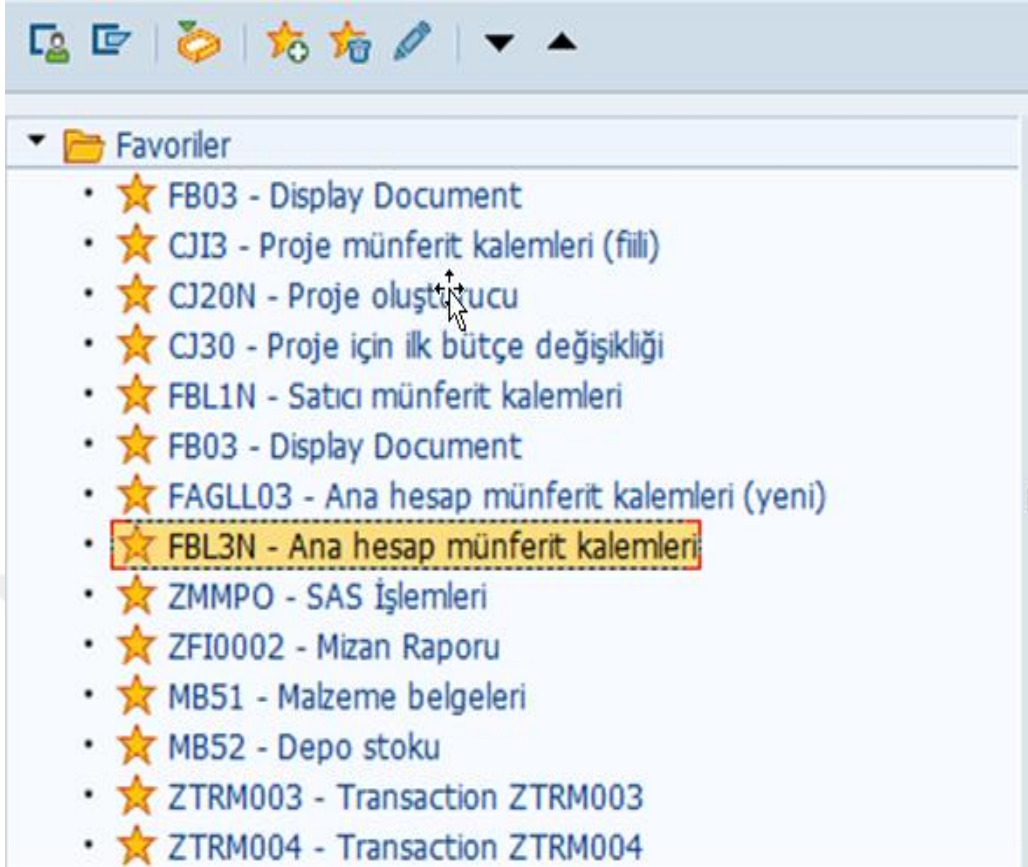 Favoriler
FB03 - Display Document
CJI3 - Proje münferit kalemleri (fiili)
CJ20N - Proje oluşturucu
CJ30 - Proje için ilk bütçe değişikliği
FBL1N - Satıcı münferit kalemleri
FB03 - Display Document
FAGLL03 - Ana hesap münferit kalemleri (yeni)
FBL3N - Ana hesap münferit kalemleri
ZMMPO - SAS İşlemleri
ZFI0002 - Mizan Raporu
MB51 - Malzeme belgeleri
MB52 - Depo stoku
ZTRM003 - Transaction ZTRM003
ZTRM004 - Transaction ZTRM004